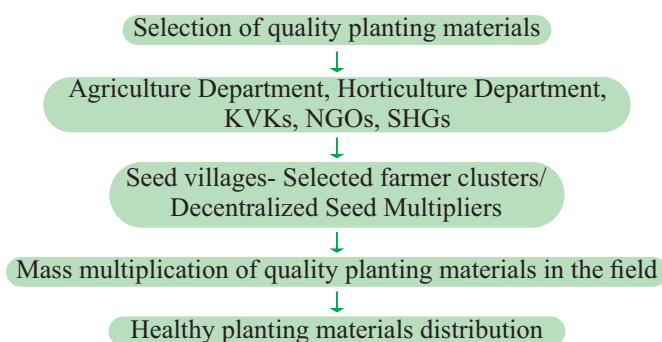 Selection of quality planting materials
Agriculture Department, Horticulture Department,
KVKs, NGOs, SHGs
Seed villages- Selected farmer clusters/
Decentralized Seed Multipliers
Mass multiplication of quality planting materials in the field
Healthy planting materials distribution